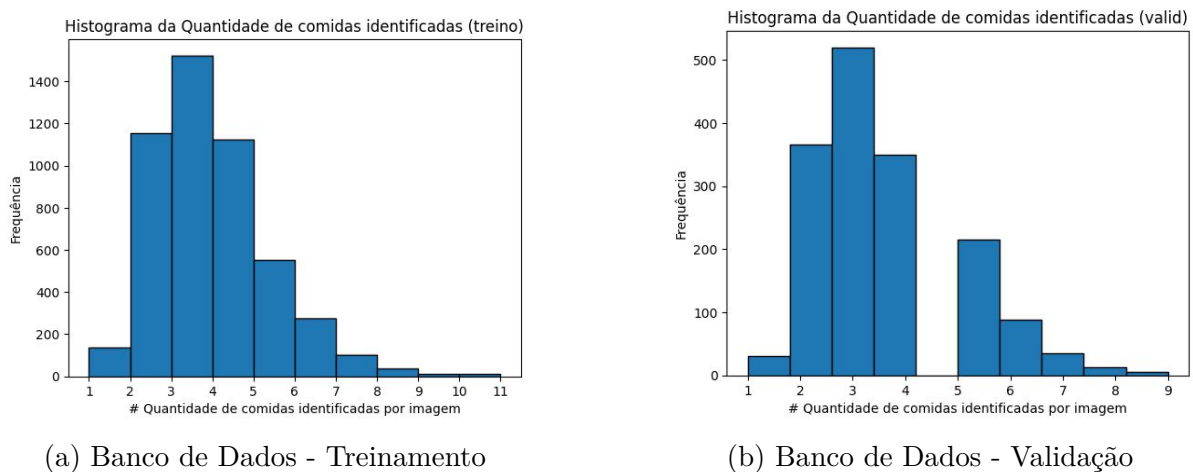 Histograma da Quantidade de comidas identificadas (treino)
1400
1200
1000
800
600
400
200
0
Frequência
1 2 3 4 5 6 7 8 9 10 11
# Quantidade de comidas identificadas por imagem
(a) Banco de Dados - Treinamento
Histograma da Quantidade de comidas identificadas (valid)
500
400
300
200
100
0
Frequência
1 2 3 4 5 6 7 8 9
# Quantidade de comidas identificadas por imagem
(b) Banco de Dados - Validação